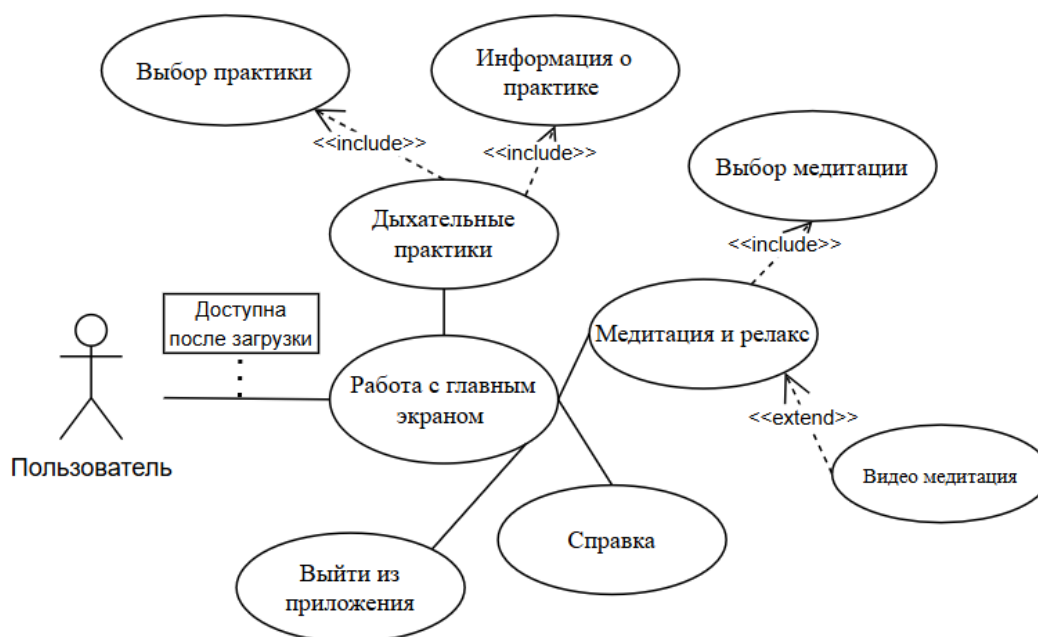 Выбор практики
Информация о
практике
<<include>>
<<include>>
Выбор медитации
Дыхательные
практики
<<include>>
Доступна
после загрузки
Медитация и релакс
Работа с главным
экраном
<<extend>>
Пользователь
Видео медитация
Справка
Выйти из
приложения